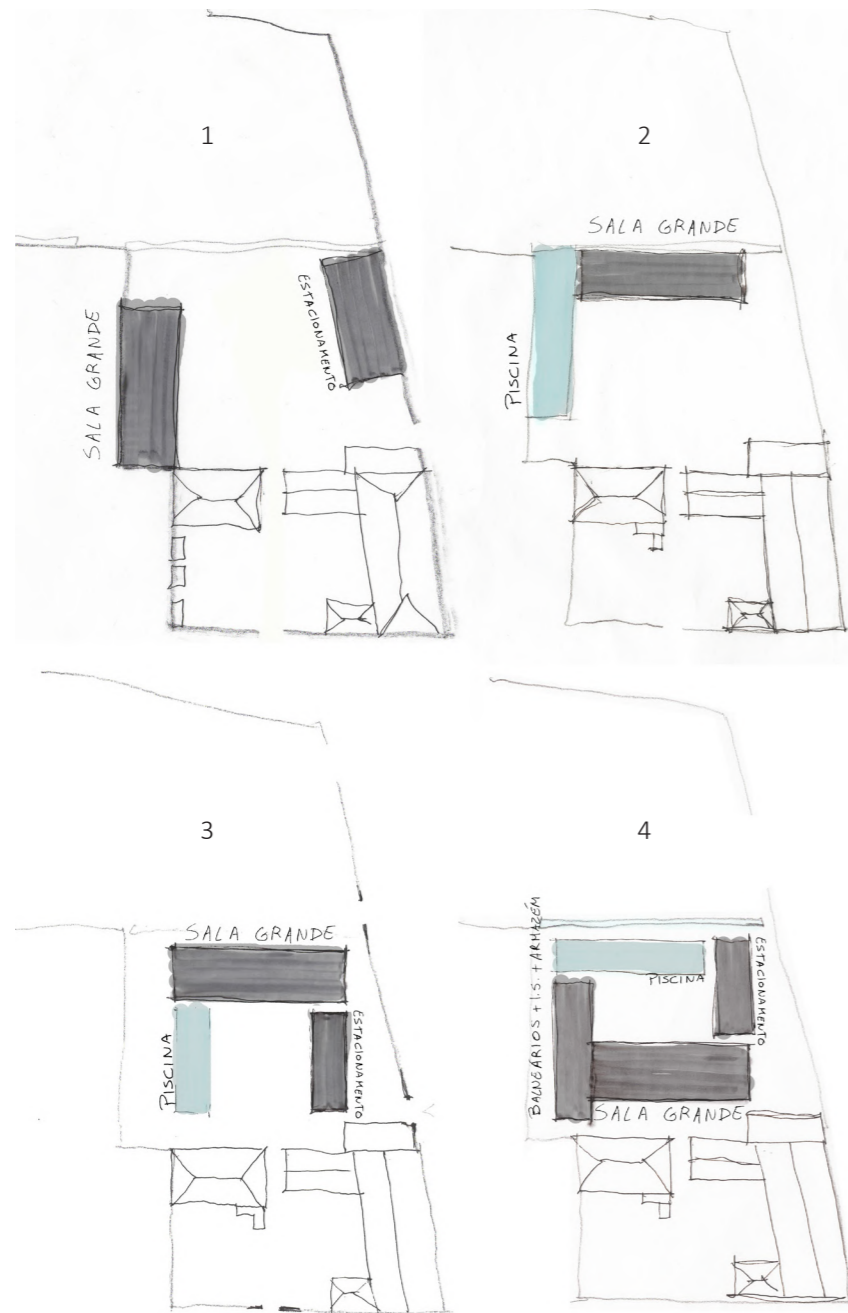 1
SALA GRANDE
ESTACIONAMENTO
2
SALA GRANDE
PISCINA
3
SALA GRANDE
PISCINA
ESTACIONAMENTO
4
BALNEÁRIOS + I.S. + ARMAZÉM
PISCINA
ESTACIONAMENTO
SALA GRANDE